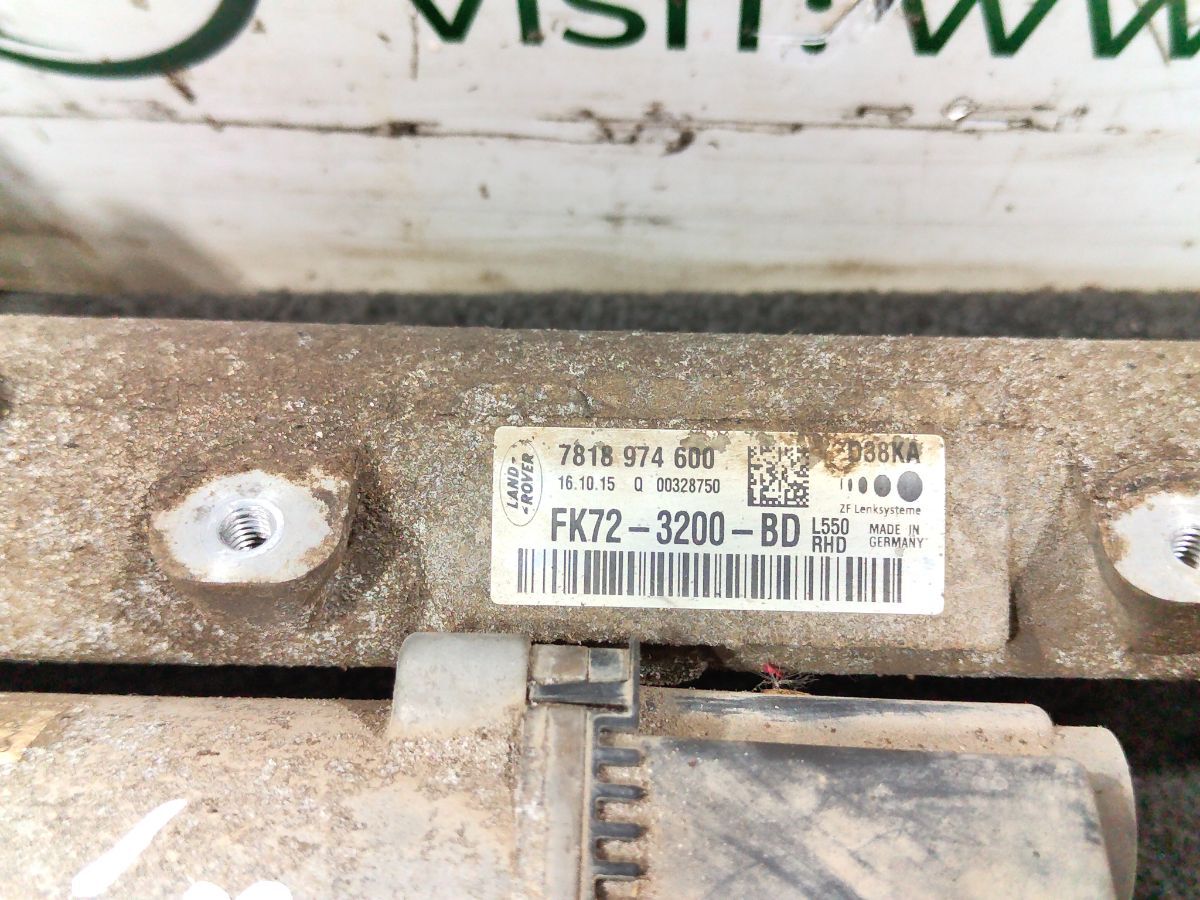 visit: ww
LAND-
ROVER
7818 974 600
16.10.15 Q 00328750
D38KA
ZF Lenksysteme
FK72-3200-BD
L550
RHD
MADE IN
GERMANY